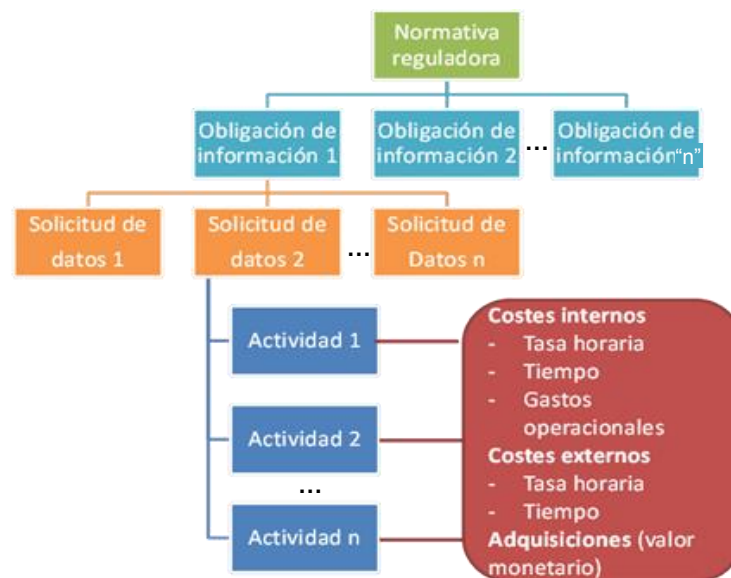 Normativa
reguladora
Obligación de
información 1
Obligación de
información 2
...
Obligación de
información“n”
Solicitud de
datos 1
Solicitud de
datos 2
...
Solicitud de
Datos n
Actividad 1
Actividad 2
...
Actividad n
Costes internos
- Tasa horaria
- Tiempo
- Gastos
operacionales
Costes externos
- Tasa horaria
- Tiempo
Adquisiciones (valor
monetario)